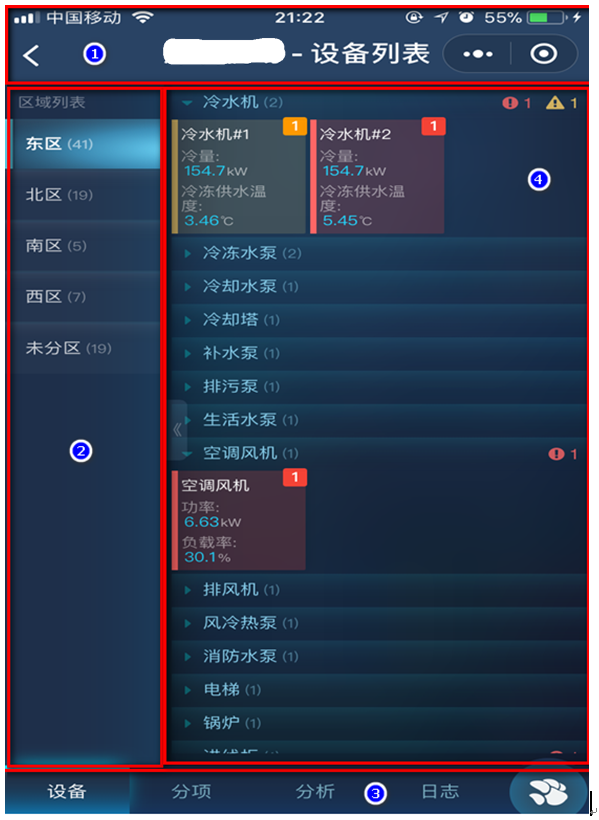 中国移动 21:22 55%
① - 设备列表
区域列表
东区 (41)
北区 (19)
南区 (5)
西区 (7)
未分区 (19)
②
冷水机 (2) 1 1
冷水机#1 1
冷量:
154.7kW
冷冻供水温
度:
3.46℃
冷水机#2 1
冷量:
154.7kW
冷冻供水温
度:
5.45℃
④
冷冻水泵 (2)
冷却水泵 (1)
冷却塔 (1)
补水泵 (1)
排污泵 (1)
生活水泵 (1)
《
空调风机 (1) 1
空调风机 1
功率:
6.63kW
负载率:
30.1%
排风机 (1)
风冷热泵 (1)
消防水泵 (1)
电梯 (1)
锅炉 (1)
设备 分项 分析 ③ 日志